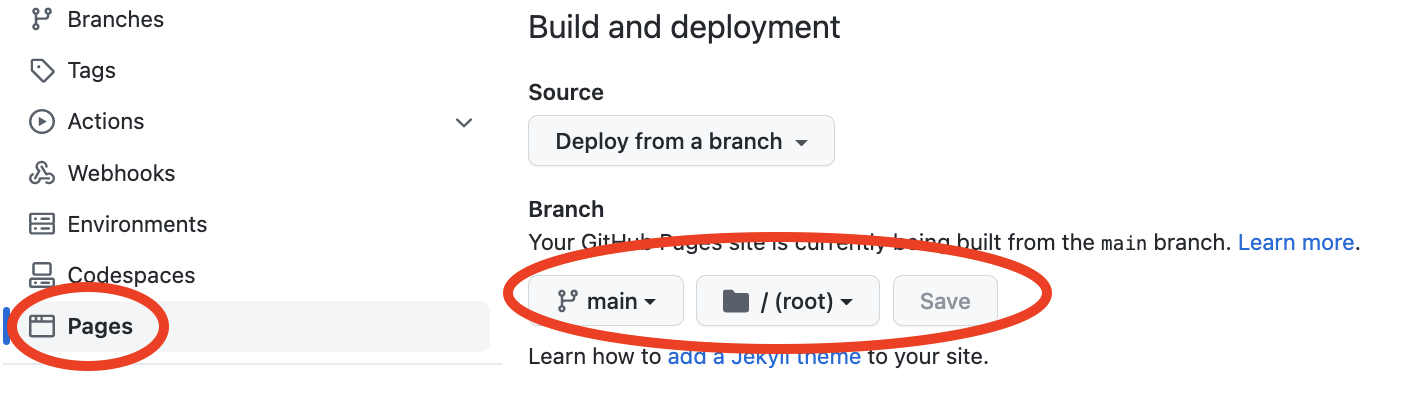 Branches
Tags
Actions
Webhooks
Environments
Codespaces
Pages
Build and deployment
Source
Deploy from a branch
Branch
Your GitHub Pages site is currently being built from the main branch. Learn more.
main
/ (root)
Save
Learn how to add a Jekyll theme to your site.